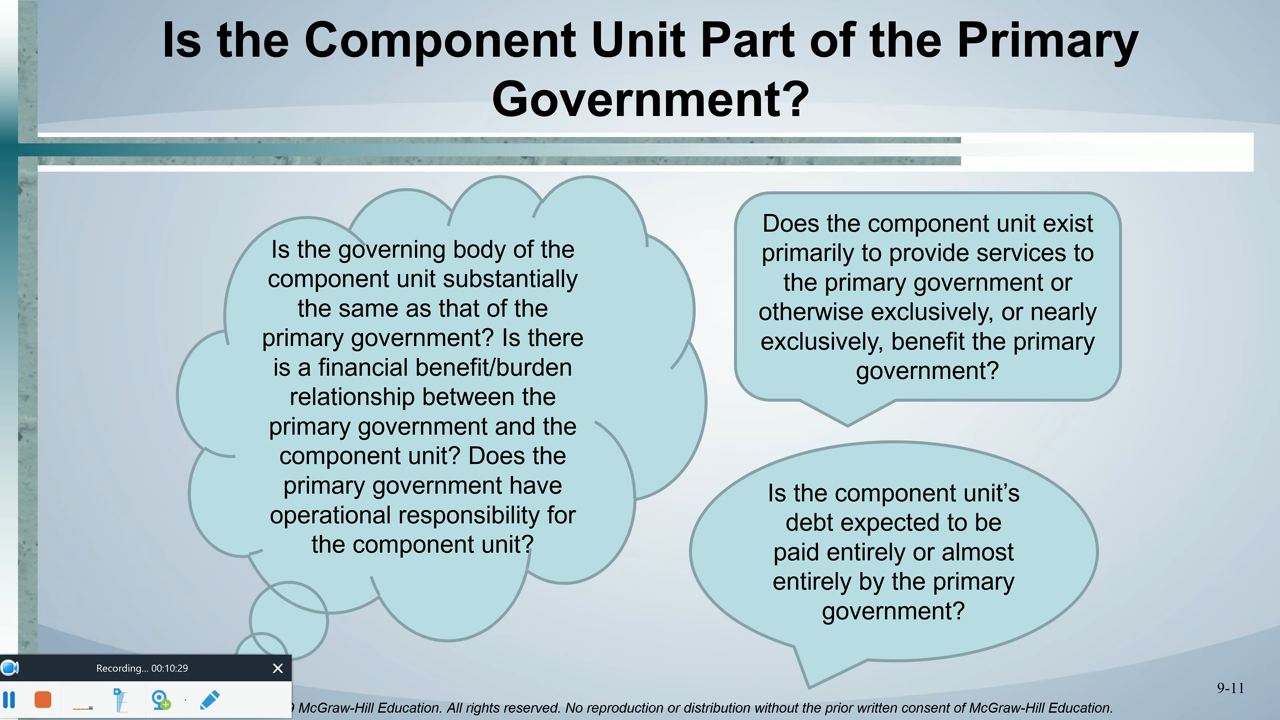 Is the Component Unit Part of the Primary
Government?
Is the governing body of the
component unit substantially
the same as that of the
primary government? Is there
is a financial benefit/burden
relationship between the
primary government and the
component unit? Does the
primary government have
operational responsibility for
the component unit?
Does the component unit exist
primarily to provide services to
the primary government or
otherwise exclusively, or nearly
exclusively, benefit the primary
government?
Is the component unit’s
debt expected to be
paid entirely or almost
entirely by the primary
government?
Recording... 00:10:29
9-11
McGraw-Hill Education. All rights reserved. No reproduction or distribution without the prior written consent of McGraw-Hill Education.